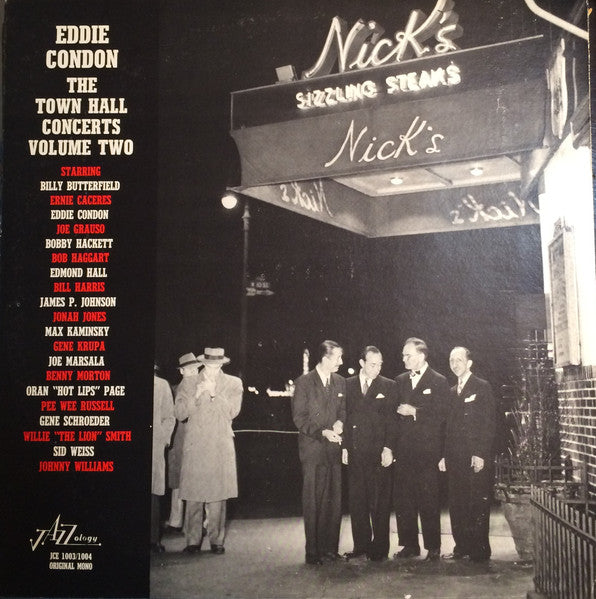 EDDIE
CONDON
THE
TOWN HALL
CONCERTS
VOLUME TWO
STARRING
BILLY BUTTERFIELD
ERNIE CACERES
EDDIE CONDON
JOE GRAUSO
BOBBY HACKETT
BOB HAGGART
EDMOND HALL
BILL HARRIS
JAMES P. JOHNSON
JONAH JONES
MAX KAMINSKY
GENE KRUPA
JOE MARSALA
BENNY MORTON
ORAN "HOT LIPS" PAGE
PEE WEE RUSSELL
GENE SCHROEDER
WILLIE "THE LION" SMITH
SID WEISS
JOHNNY WILLIAMS
JAZZology
JCE 1003/1004
ORIGINAL MONO
Nick's
SIZZLING STEAKS
Nick's
Nick's
Nick's